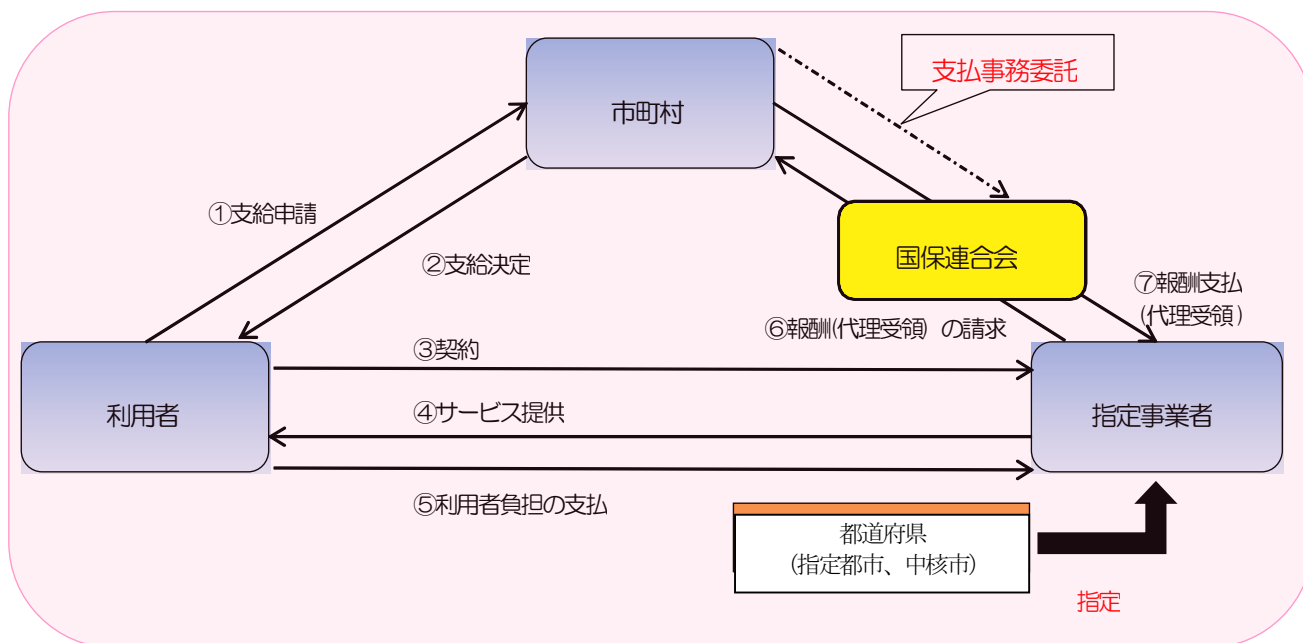 支払事務委託
市町村
①支給申請
②支給決定
国保連合会
⑦報酬支払
(代理受領)
⑥報酬(代理受領) の請求
③契約
利用者
④サービス提供
指定事業者
⑤利用者負担の支払
都道府県
(指定都市、中核市)
指定